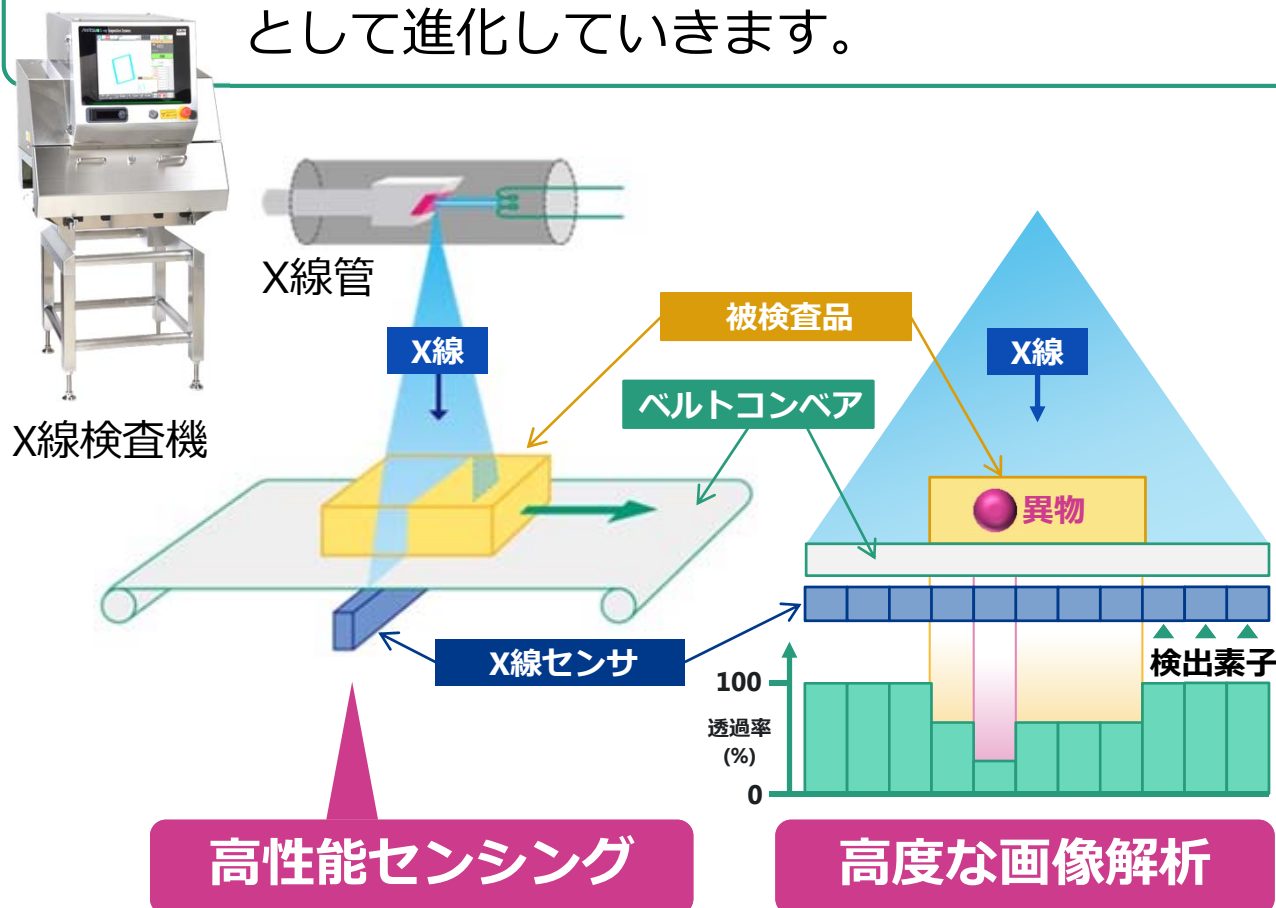 として進化していきます。
X線管
X線
被検査品
X線
ベルトコンベア
X線検査機
異物
X線センサ
検出素子
100
透過率
(%)
0
高性能センシング
高度な画像解析